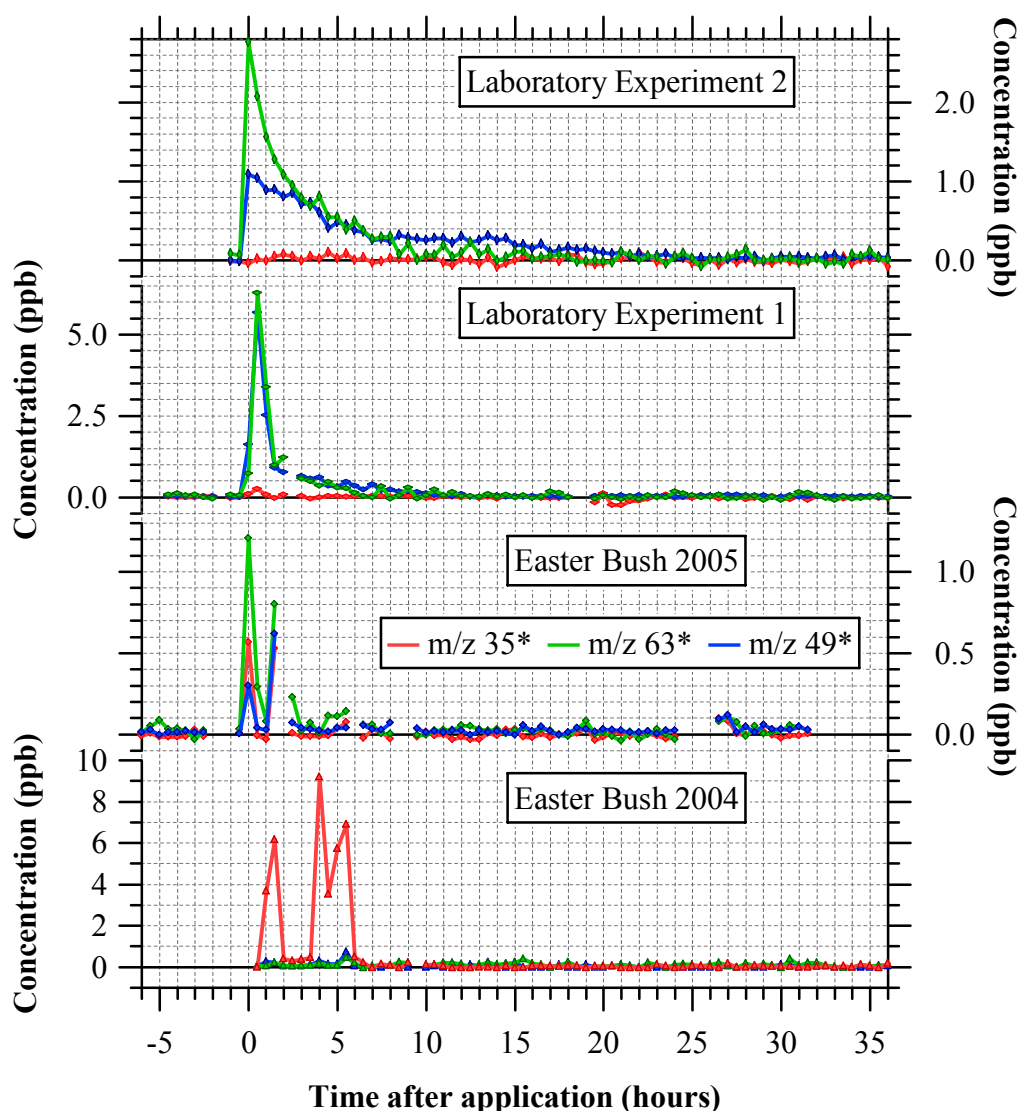 Laboratory Experiment 2
2.0
1.0
0.0
Concentration (ppb)
Concentration (ppb)
Laboratory Experiment 1
5.0
2.5
0.0
Easter Bush 2005
m/z 35* m/z 63* m/z 49*
1.0
0.5
0.0
Concentration (ppb)
Concentration (ppb)
Easter Bush 2004
10
8
6
4
2
0
-5 0 5 10 15 20 25 30 35
Time after application (hours)